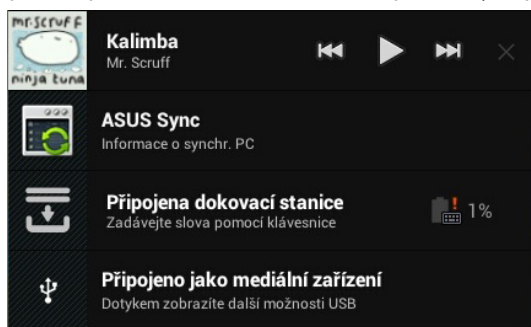 mr.scruff
ninja tuna
Kalimba
Mr. Scruff
ASUS Sync
Informace o synchr. PC
Připojena dokovací stanice
Zadávejte slova pomocí klávesnice
1%
Připojeno jako mediální zařízení
Dotykem zobrazíte další možnosti USB